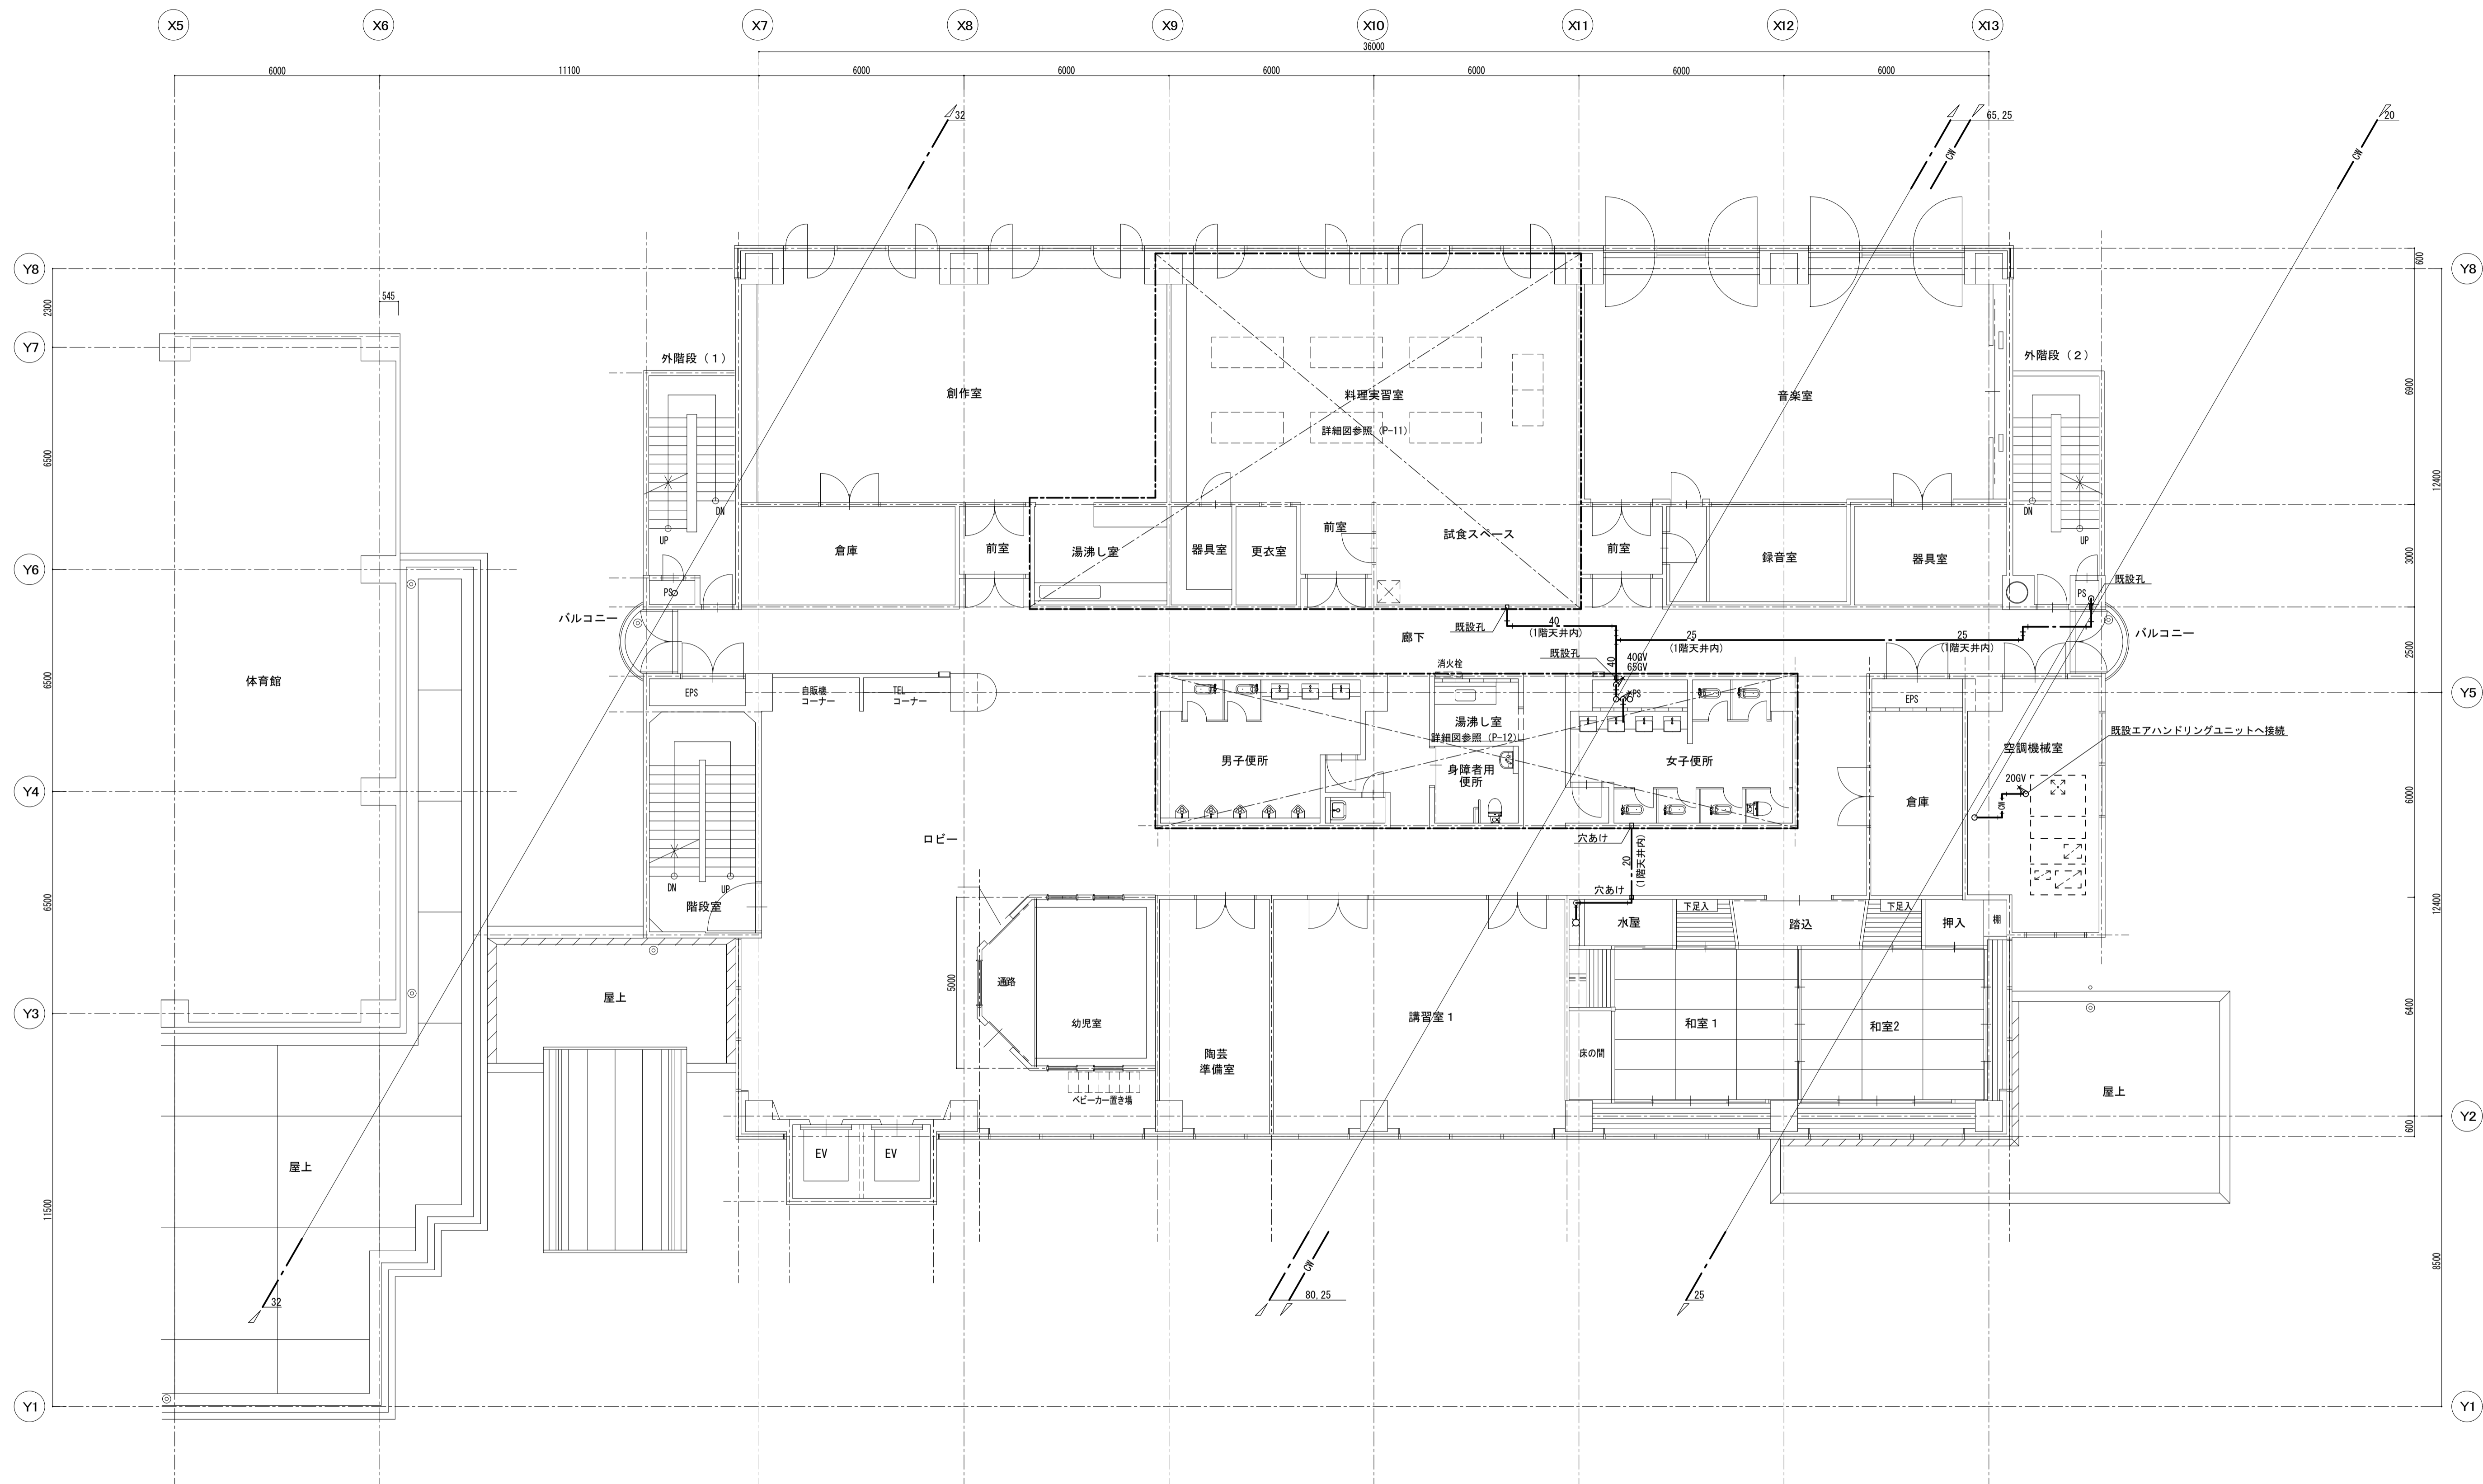 X5 X6 X7 X8 X9 X10 X11 X12 X13
36000
6000 11100 6000 6000 6000 6000 6000 6000
32
65,25
20
CW
CW
Y8
Y8
600
2300
545
Y7
外階段(1)
外階段(2)
6900
創作室
料理実習室
音楽室
詳細図参照(P-11)
6500
12400
DN
DN
UP
UP
倉庫
前室
湯沸し室
器具室
更衣室
前室
試食スペース
前室
録音室
器具室
3000
Y6
既設孔
PS
PS
バルコニー
既設孔
40
(1階天井内)
廊下
25
(1階天井内)
25
(1階天井内)
バルコニー
2500
既設孔
40
40GV
65GV
消火栓
体育館
6500
EPS
自販機
コーナー
TEL
コーナー
PS
EPS
Y5
湯沸し室
詳細図参照(P-12)
既設エアハンドリングユニットへ接続
空調機械室
男子便所
身障者用
便所
女子便所
20GV
CW
Y4
倉庫
6000
ロビー
穴あけ
20
(1階天井内)
DN
UP
穴あけ
階段室
6500
12400
水屋
下足入
踏込
下足入
押入
棚
5000
通路
屋上
幼児室
講習室1
和室1
和室2
6400
Y3
床の間
陶芸
準備室
ベビーカー置き場
屋上
Y2
600
EV
EV
屋上
11500
8500
CW
32
80,25
25
Y1
Y1